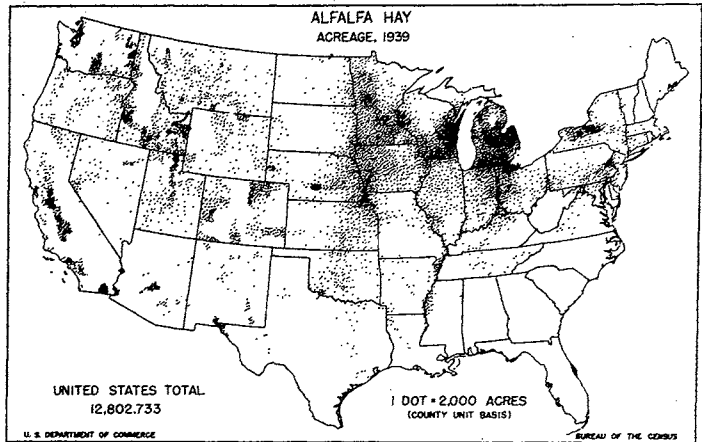 ALFALFA HAY
ACREAGE, 1939
UNITED STATES TOTAL
12,802,733
1 DOT = 2,000 ACRES
(COUNTY UNIT BASIS)
U. S. DEPARTMENT OF COMMERCE
BUREAU OF THE CENSUS